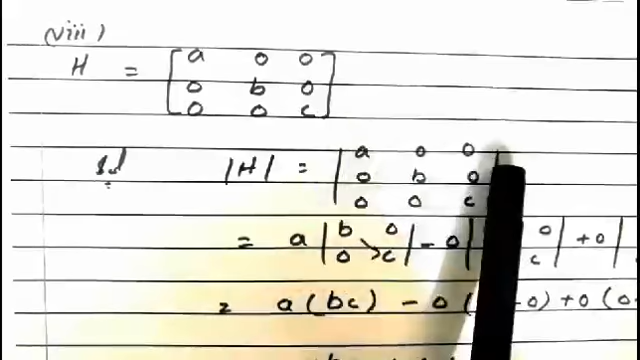 (viii)
H = [a 0 0
0 b 0
0 0 c]
Sol |H| = |a 0 0|
|0 b 0
|0 0 c
= a |b 0| - 0| 0| + 0|
|0 c| c|
= a(bc) - 0( -0) + 0(0